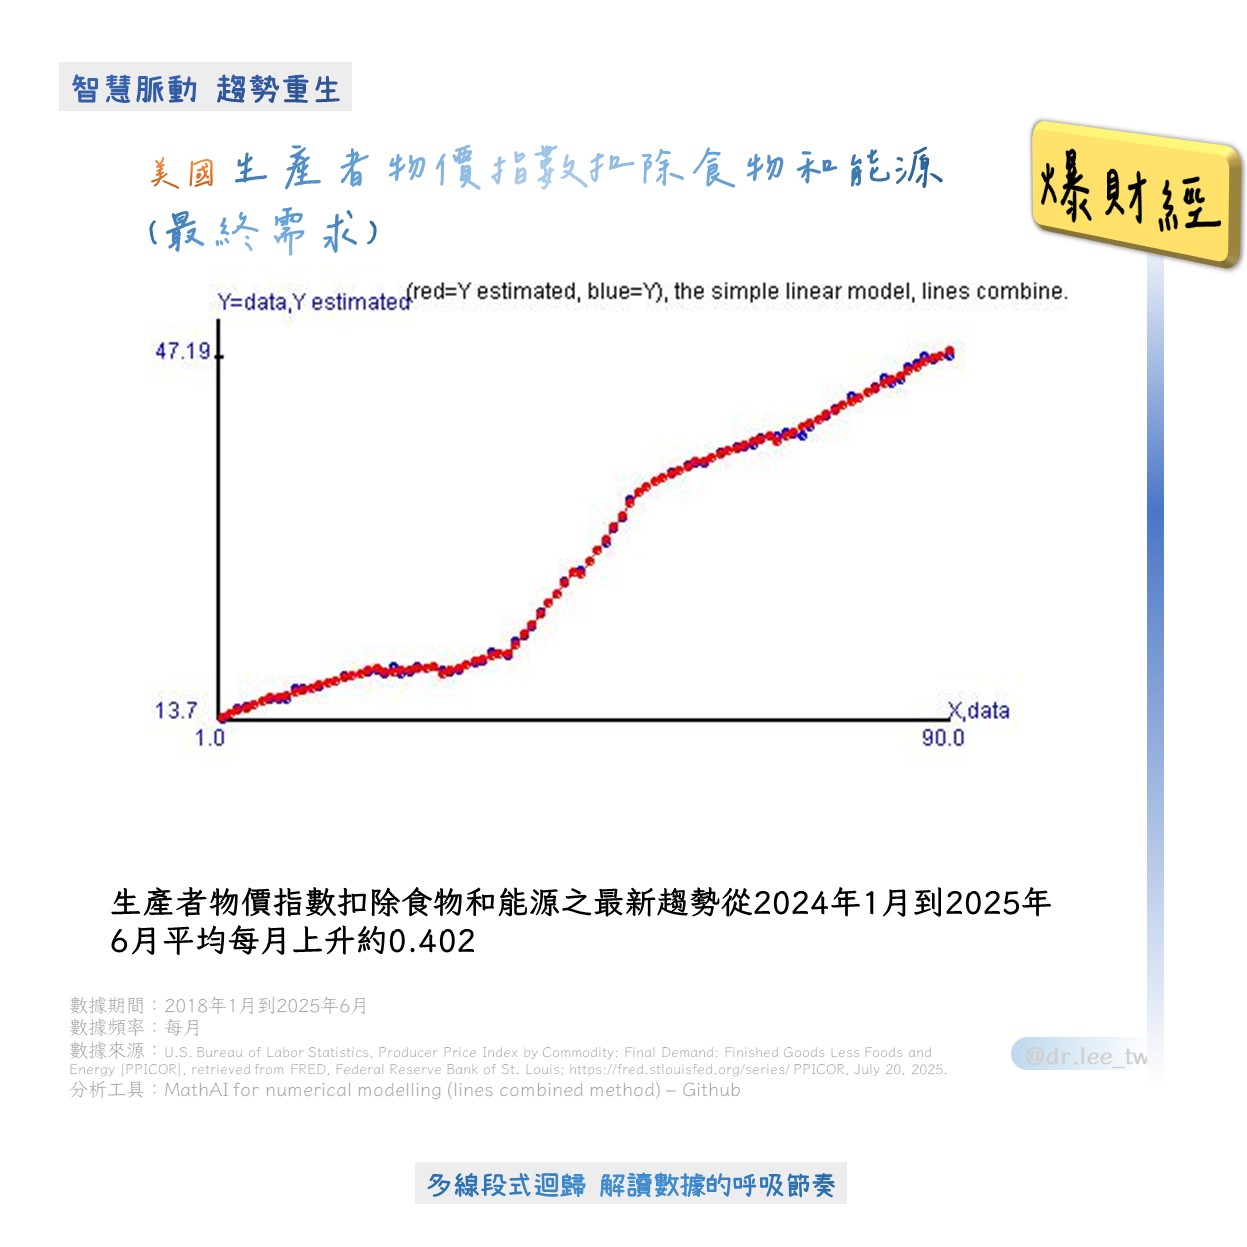 智慧脈動 趨勢重生
美國生產者物價指數扣除食物和能源
(最終需求)
爆財經
Y=data,Y estimated(red=Y estimated, blue=Y), the simple linear model, lines combine.
47.19
13.7
X,data
1.0
90.0
生產者物價指數扣除食物和能源之最新趨勢從2024年1月到2025年
6月平均每月上升約0.402
數據期間：2018年1月到2025年6月
數據頻率：每月
數據來源：U.S. Bureau of Labor Statistics, Producer Price Index by Commodity: Final Demand: Finished Goods Less Foods and
Energy [PPICOR], retrieved from FRED, Federal Reserve Bank of St. Louis; https://fred.stlouisfed.org/series/ PPICOR, July 20, 2025.
分析工具：MathAI for numerical modelling (lines combined method) – Github
@dr.lee_tw
多線段式迴歸 解讀數據的呼吸節奏